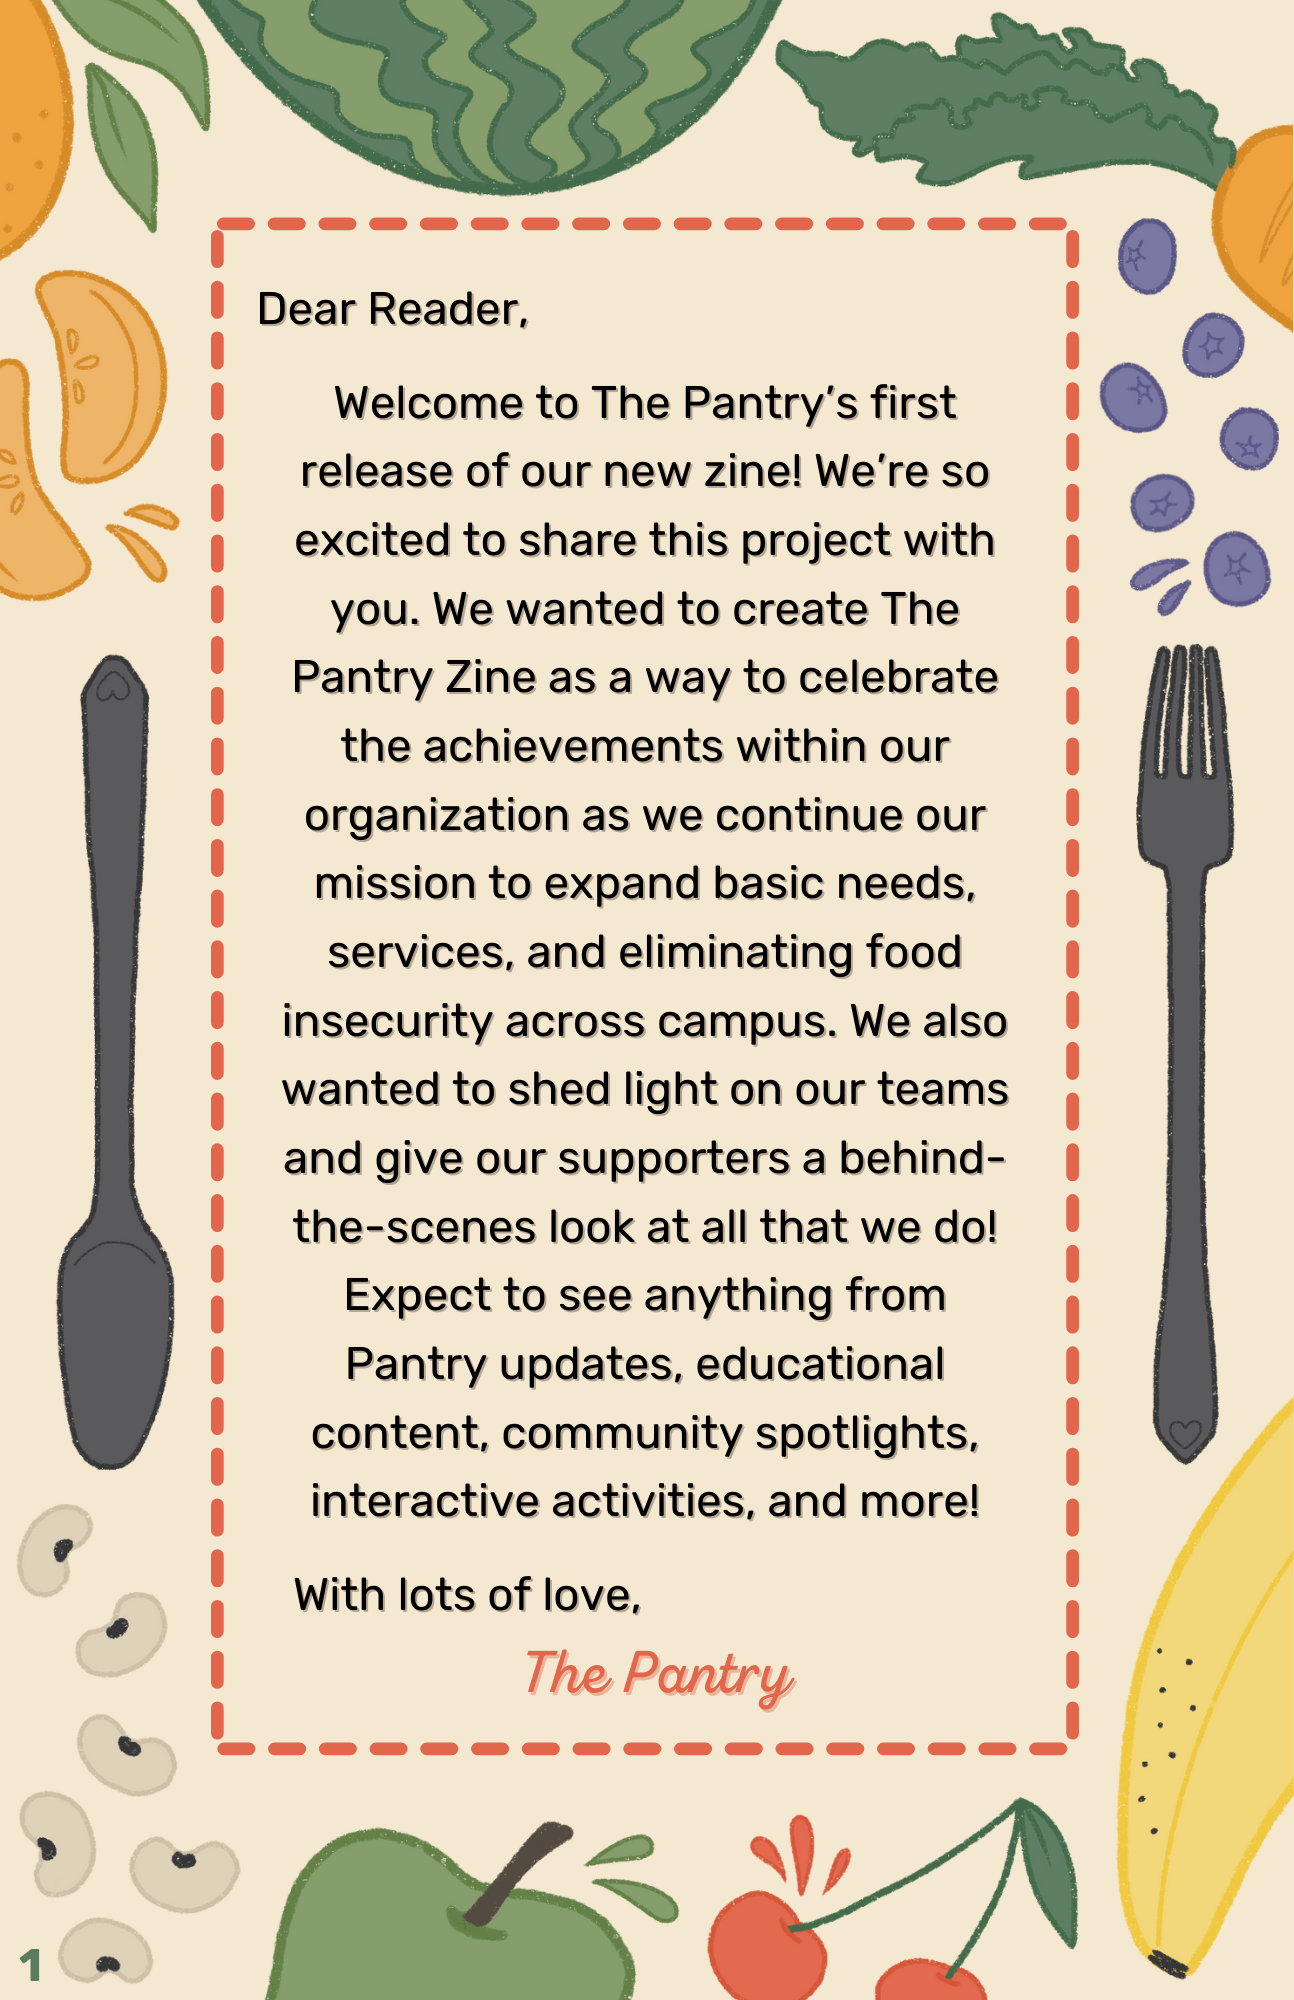 Dear Reader,
Welcome to The Pantry’s first
release of our new zine! We’re so
excited to share this project with
you. We wanted to create The
Pantry Zine as a way to celebrate
the achievements within our
organization as we continue our
mission to expand basic needs,
services, and eliminating food
insecurity across campus. We also
wanted to shed light on our teams
and give our supporters a behind-
the-scenes look at all that we do!
Expect to see anything from
Pantry updates, educational
content, community spotlights,
interactive activities, and more!
With lots of love,
The Pantry
1